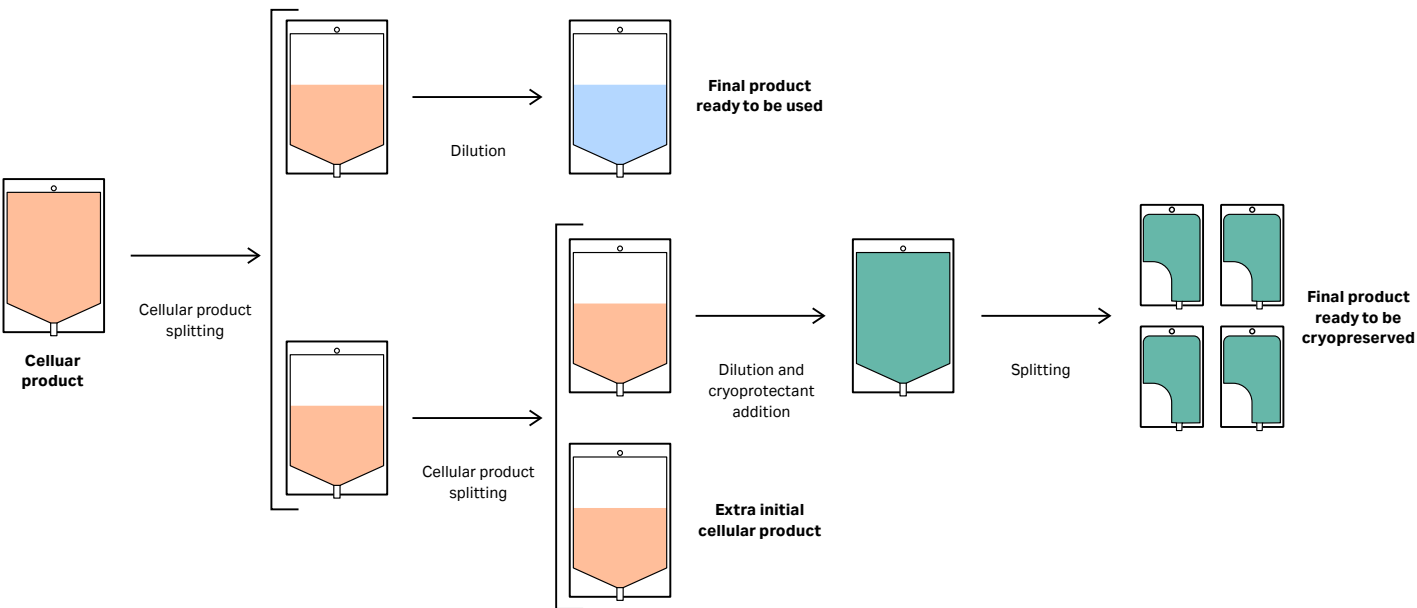 Celluar
product
Cellular product
splitting
Dilution
Final product
ready to be used
Cellular product
splitting
Dilution and
cryoprotectant
addition
Extra initial
cellular product
Splitting
Final product
ready to be
cryopreserved